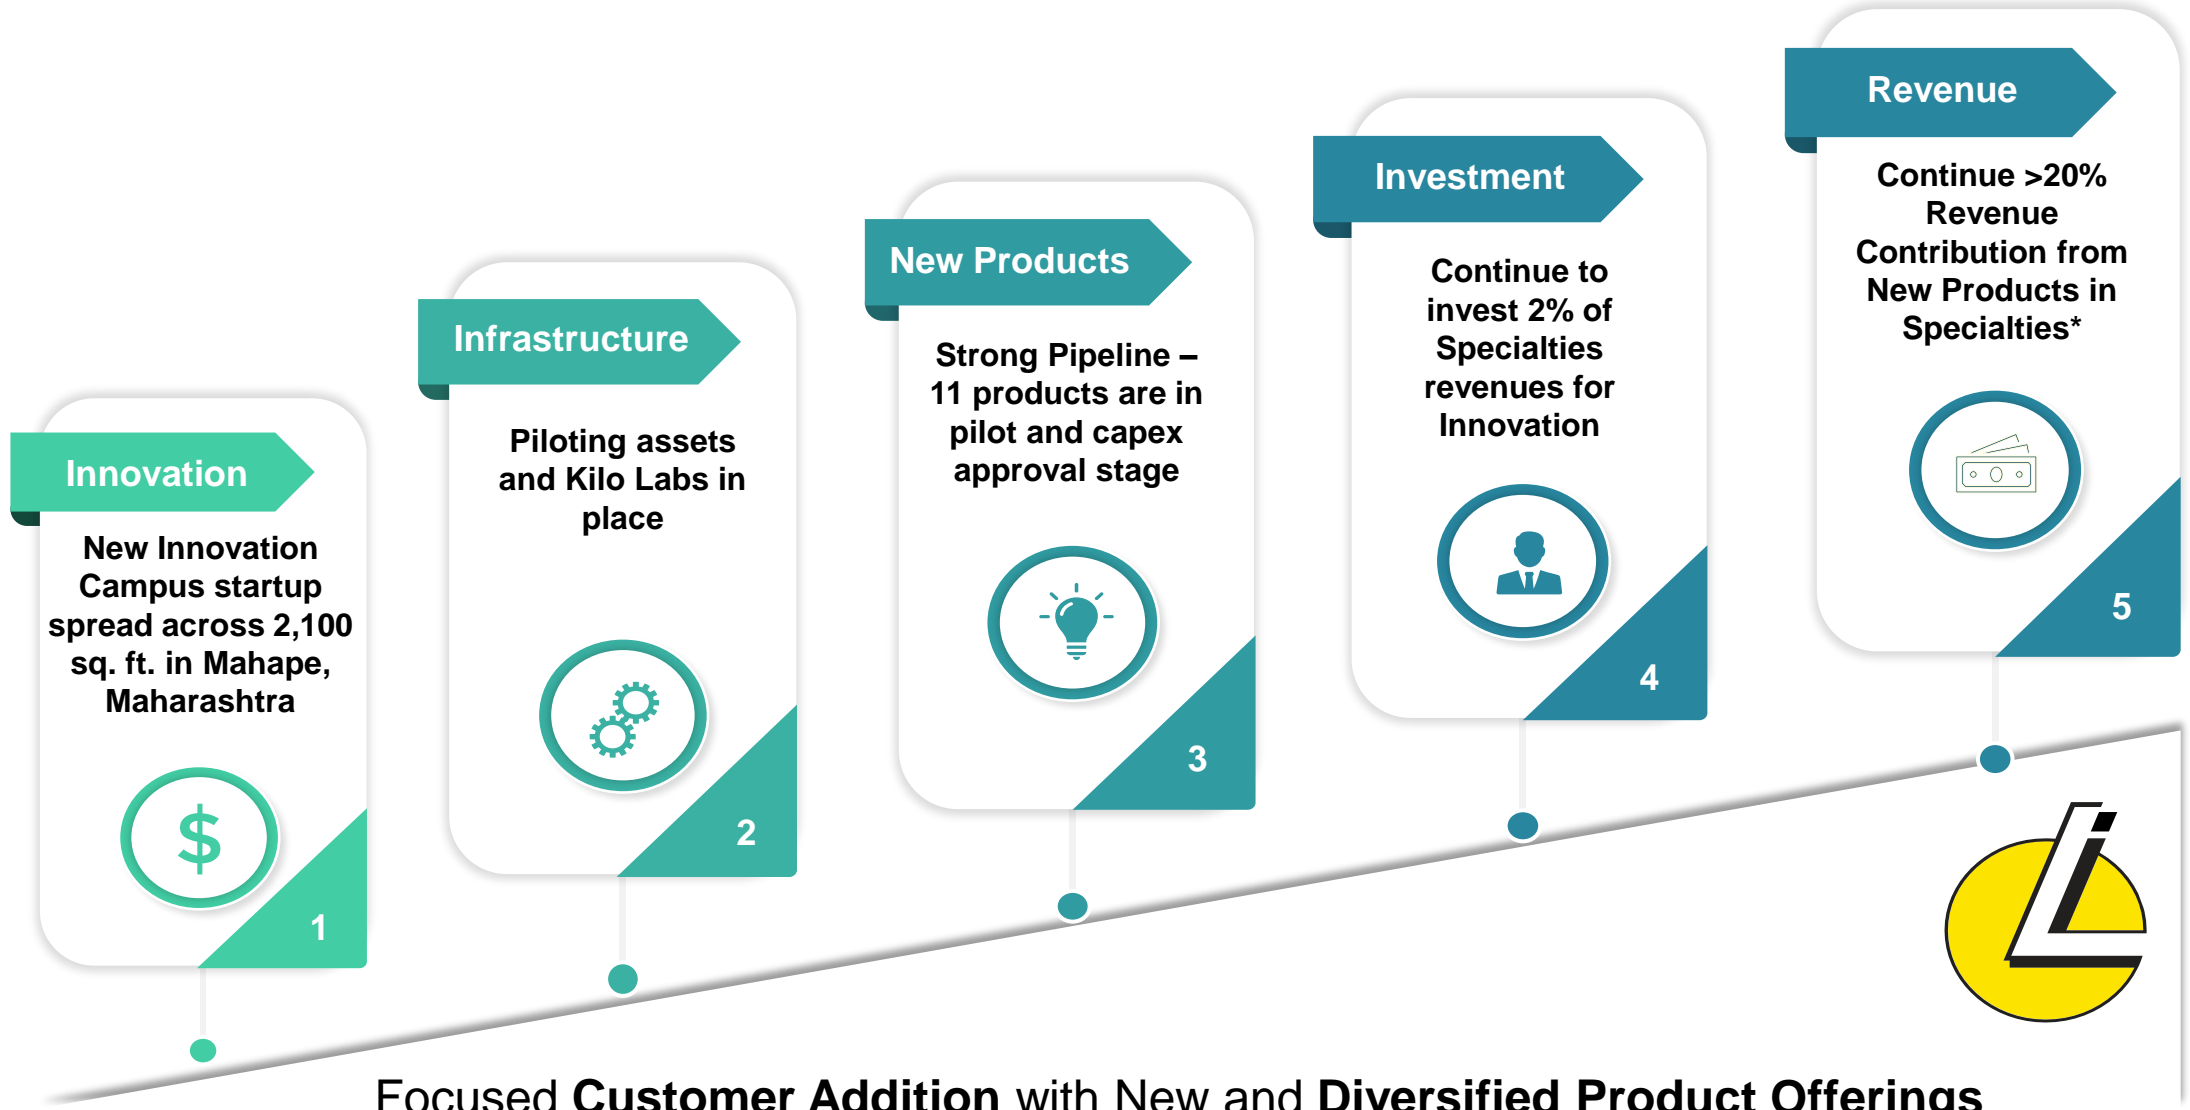 Innovation
New Innovation
Campus startup
spread across 2,100
sq. ft. in Mahape,
Maharashtra
$
1
Infrastructure
Piloting assets
and Kilo Labs in
place
2
New Products
Strong Pipeline –
11 products are in
pilot and capex
approval stage
3
Investment
Continue to
invest 2% of
Specialties
revenues for
Innovation
4
Revenue
Continue >20%
Revenue
Contribution from
New Products in
Specialties*
5
Focused Customer Addition with New and Diversified Product Offerings